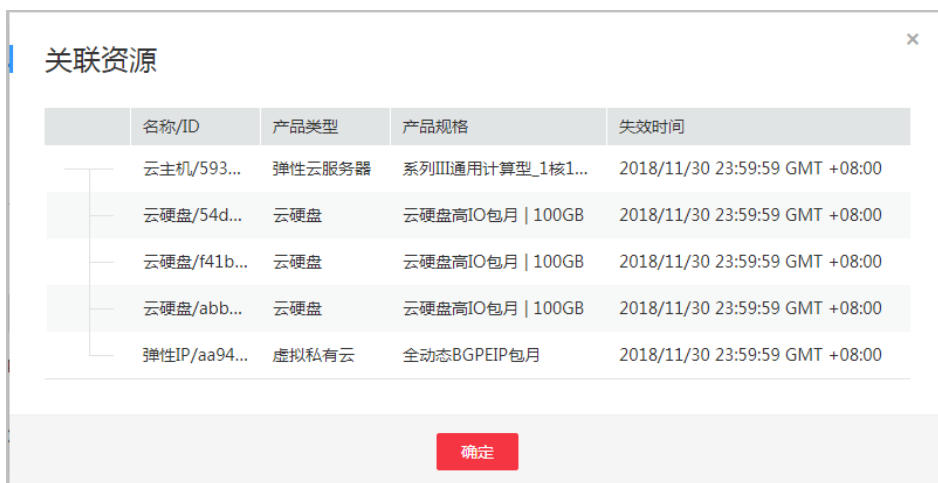 关联资源
×
名称/ID 产品类型 产品规格 失效时间
云主机/593... 弹性云服务器 系列III通用计算型_1核1... 2018/11/30 23:59:59 GMT +08:00
云硬盘/54d... 云硬盘 云硬盘高IO包月 | 100GB 2018/11/30 23:59:59 GMT +08:00
云硬盘/f41b... 云硬盘 云硬盘高IO包月 | 100GB 2018/11/30 23:59:59 GMT +08:00
云硬盘/abb... 云硬盘 云硬盘高IO包月 | 100GB 2018/11/30 23:59:59 GMT +08:00
弹性IP/aa94... 虚拟私有云 全动态BGPEIP包月 2018/11/30 23:59:59 GMT +08:00
确定